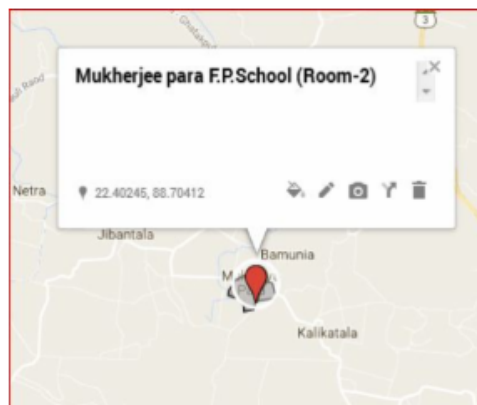 3
Mukherjee para F.P.School (Room-2)
Netra
22.40245, 88.70412
Jibantala
Bamunia
Kalikatala